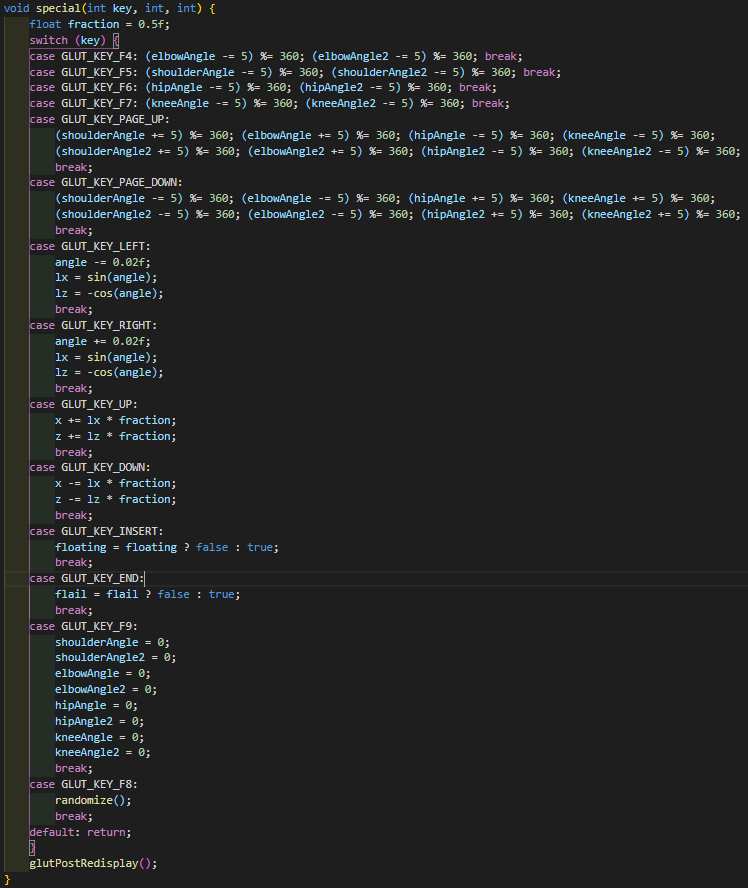 void special(int key, int, int) {
    float fraction = 0.5f;
    switch (key) {
    case GLUT_KEY_F4: (elbowAngle -= 5) %= 360; (elbowAngle2 -= 5) %= 360; break;
    case GLUT_KEY_F5: (shoulderAngle -= 5) %= 360; (shoulderAngle2 -= 5) %= 360; break;
    case GLUT_KEY_F6: (hipAngle -= 5) %= 360; (hipAngle2 -= 5) %= 360; break;
    case GLUT_KEY_F7: (kneeAngle -= 5) %= 360; (kneeAngle2 -= 5) %= 360; break;
    case GLUT_KEY_PAGE_UP:
        (shoulderAngle += 5) %= 360; (elbowAngle += 5) %= 360; (hipAngle -= 5) %= 360; (kneeAngle -= 5) %= 360;
        (shoulderAngle2 += 5) %= 360; (elbowAngle2 += 5) %= 360; (hipAngle2 -= 5) %= 360; (kneeAngle2 -= 5) %= 360;
        break;
    case GLUT_KEY_PAGE_DOWN:
        (shoulderAngle -= 5) %= 360; (elbowAngle -= 5) %= 360; (hipAngle += 5) %= 360; (kneeAngle += 5) %= 360;
        (shoulderAngle2 -= 5) %= 360; (elbowAngle2 -= 5) %= 360; (hipAngle2 += 5) %= 360; (kneeAngle2 += 5) %= 360;
        break;
    case GLUT_KEY_LEFT:
        angle -= 0.02f;
        lx = sin(angle);
        lz = -cos(angle);
        break;
    case GLUT_KEY_RIGHT:
        angle += 0.02f;
        lx = sin(angle);
        lz = -cos(angle);
        break;
    case GLUT_KEY_UP:
        x += lx * fraction;
        z += lz * fraction;
        break;
    case GLUT_KEY_DOWN:
        x -= lx * fraction;
        z -= lz * fraction;
        break;
    case GLUT_KEY_INSERT:
        floating = floating ? false : true;
        break;
    case GLUT_KEY_END:
        flail = flail ? false : true;
        break;
    case GLUT_KEY_F9:
        shoulderAngle = 0;
        shoulderAngle2 = 0;
        elbowAngle = 0;
        elbowAngle2 = 0;
        hipAngle = 0;
        hipAngle2 = 0;
        kneeAngle = 0;
        kneeAngle2 = 0;
        break;
    case GLUT_KEY_F8:
        randomize();
        break;
    default: return;
    }
    glutPostRedisplay();
}